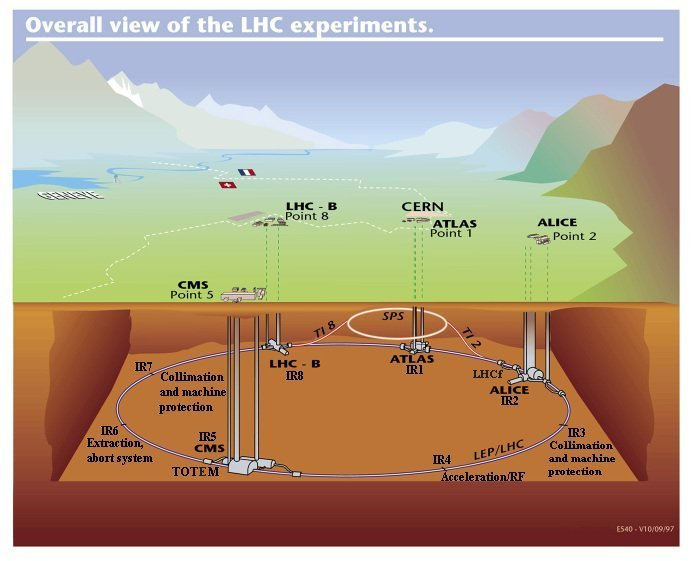 Overall view of the LHC experiments.
GENEVE
LHC - B
Point 8
CERN
ATLAS
Point 1
ALICE
Point 2
CMS
Point 5
SPS
TI 8
TI 2
LHC - B
IR8
ATLAS
IR1
LHCf
ALICE
IR2
IR7
Collimation
and machine
protection
IR6
Extraction,
abort system
IR5
CMS
TOTEM
IR4
LEP/LHC
Acceleration/RF
IR3
Collimation
and machine
protection
E540 - V10/09/97